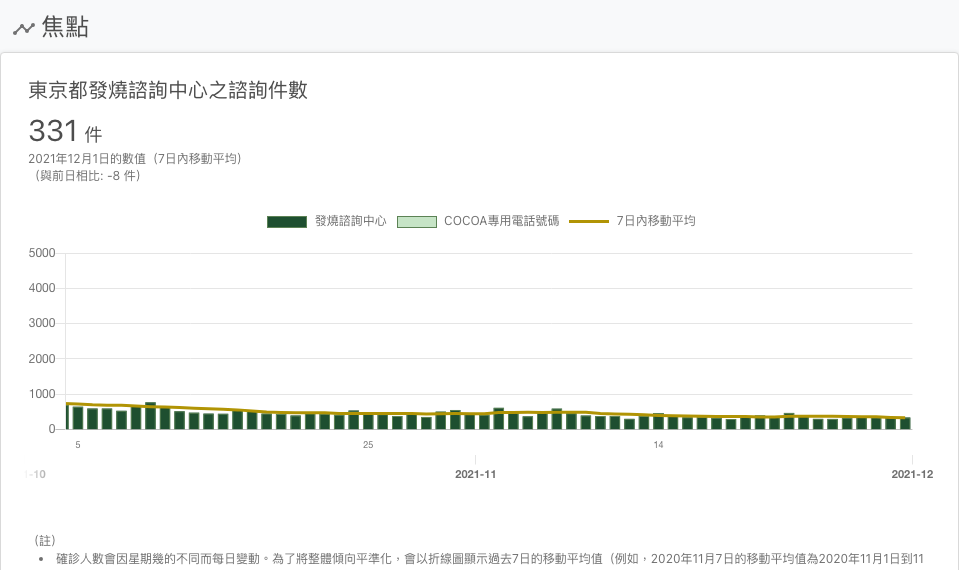 焦點
東京都發燒諮詢中心之諮詢件數
331 件
2021年12月1日的數值（7日內移動平均）
（與前日相比: -8 件）
發燒諮詢中心 COCOA專用電話號碼 7日內移動平均
5000
4000
3000
2000
1000
0
5 25 14
-10 2021-11 2021-12
（註）
• 確診人數會因星期幾的不同而每日變動。為了將整體傾向平準化，會以折線圖顯示過去7日的移動平均值（例如，2020年11月7日的移動平均值為2020年11月1日到11